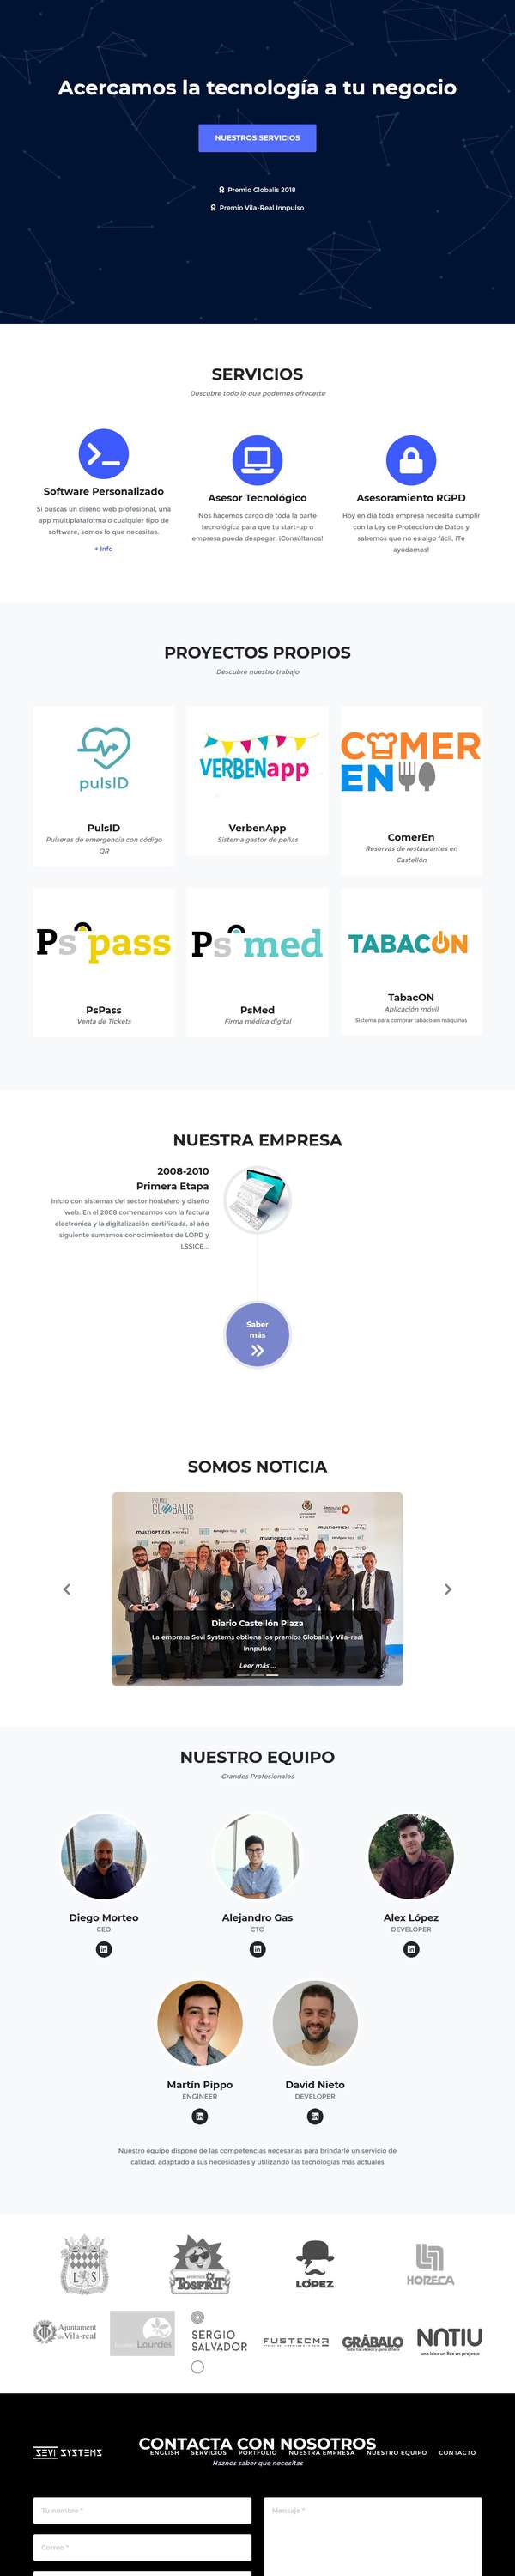 Acercamos la tecnología a tu negocio
NUESTROS SERVICIOS
Premio Globalis 2018
Premio Vila-Real Innpulso
SERVICIOS
Descubre todo lo que podemos ofrecerte
Software Personalizado
Si buscas un diseño web profesional, una
app multiplataforma o cualquier tipo de
software, somos lo que necesitas.
+ Info
Asesor Tecnológico
Nos hacemos cargo de toda la parte
tecnológica para que tu start-up o
empresa pueda despegar, ¡Consúltanos!
Asesoramiento RGPD
Hoy en día toda empresa necesita cumplir
con la Ley de Protección de Datos y
sabemos que no es algo fácil, ¡Te
ayudamos!
PROYECTOS PROPIOS
Descubre nuestro trabajo
pulsID
PulsID
Pulseras de emergencia con código
QR
VERBENapp
VerbenApp
Sistema gestor de peñas
COMER
EN
ComerEn
Reservas de restaurantes en
Castellón
Ps pass
PsPass
Venta de Tickets
Ps med
PsMed
Firma médica digital
TABACON
TabacON
Aplicación móvil
Sistema para comprar tabaco en máquinas
NUESTRA EMPRESA
2008-2010
Primera Etapa
Inicio con sistemas del sector hostelero y diseño
web. En el 2008 comenzamos con la factura
electrónica y la digitalización certificada, al año
siguiente sumamos conocimientos de LOPD y
LSSICE...
Saber
más
SOMOS NOTICIA
GLOBALIS
Diario Castellón Plaza
La empresa Sevi Systems obtiene los premios Globalis y Vila-real
Innpulso
Leer más ...
NUESTRO EQUIPO
Grandes Profesionales
Diego Morteo
CEO
Alejandro Gas
CTO
Alex López
DEVELOPER
Martín Pippo
ENGINEER
David Nieto
DEVELOPER
Nuestro equipo dispone de las competencias necesarias para brindarle un servicio de
calidad, adaptado a sus necesidades y utilizando las tecnologías más actuales
L S
TOSFRIT
LÓPEZ
HORECA
Ajuntament
de Vila-real
Lourdes
SERGIO
SALVADOR
FUSTECMA
GRÁBALO
NATIU
una idea un lloc un projecte
CONTACTA CON NOSOTROS
SEVI SYSTEMS
ENGLISH SERVICIOS PORTFOLIO NUESTRA EMPRESA NUESTRO EQUIPO CONTACTO
Haznos saber que necesitas
Tu nombre *
Mensaje *
Correo *